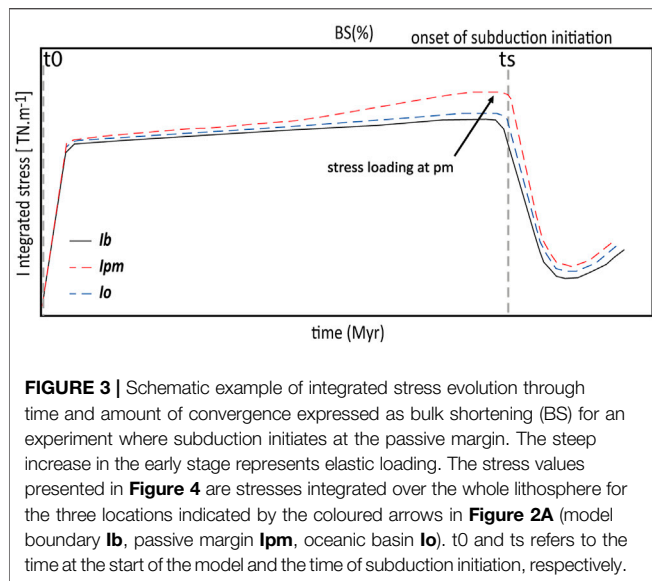 BS(%) onset of subduction initiation
t0 ts
I integrated stress [ TN.m-1]
stress loading at pm
Ib
Ipm
Io
time (Myr)
FIGURE 3 | Schematic example of integrated stress evolution through
time and amount of convergence expressed as bulk shortening (BS) for an
experiment where subduction initiates at the passive margin. The steep
increase in the early stage represents elastic loading. The stress values
presented in Figure 4 are stresses integrated over the whole lithosphere for
the three locations indicated by the coloured arrows in Figure 2A (model
boundary Ib, passive margin Ipm, oceanic basin Io). t0 and ts refers to the
time at the start of the model and the time of subduction initiation, respectively.